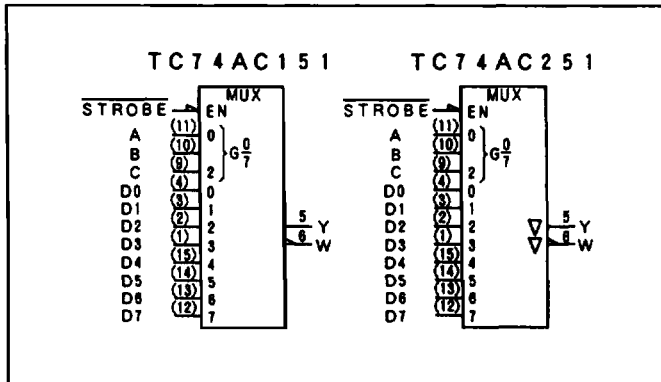 TC74AC151
MUX
STROBE EN
A (11) 0
B (10) G 0/7
C (9) 2
D0 (4) 0
D1 (3) 1
D2 (2) 2 5 Y
D3 (1) 3 6 W
D4 (15) 4
D5 (14) 5
D6 (13) 6
D7 (12) 7
TC74AC251
MUX
STROBE EN
A (11) 0
B (10) G 0/7
C (9) 2
D0 (4) 0
D1 (3) 1
D2 (2) 2 ▽ 5 Y
D3 (1) 3 ▽ 6 W
D4 (15) 4
D5 (14) 5
D6 (13) 6
D7 (12) 7